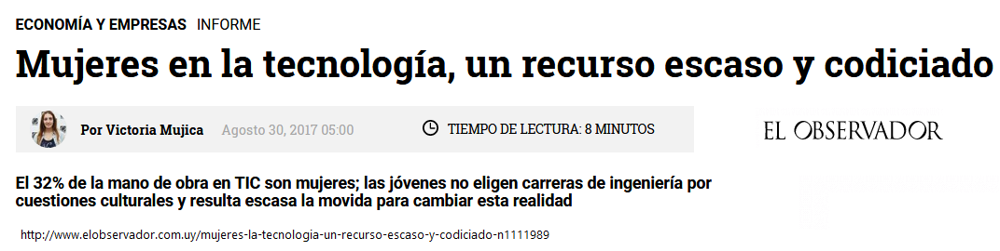 ECONOMÍA Y EMPRESAS INFORME
Mujeres en la tecnología, un recurso escaso y codiciado
Por Victoria Mujica Agosto 30, 2017 05:00 TIEMPO DE LECTURA: 8 MINUTOS
EL OBSERVADOR
El 32% de la mano de obra en TIC son mujeres; las jóvenes no eligen carreras de ingeniería por
cuestiones culturales y resulta escasa la movida para cambiar esta realidad
http://www.elobservador.com.uy/mujeres-la-tecnologia-un-recurso-escaso-y-codiciado-n1111989